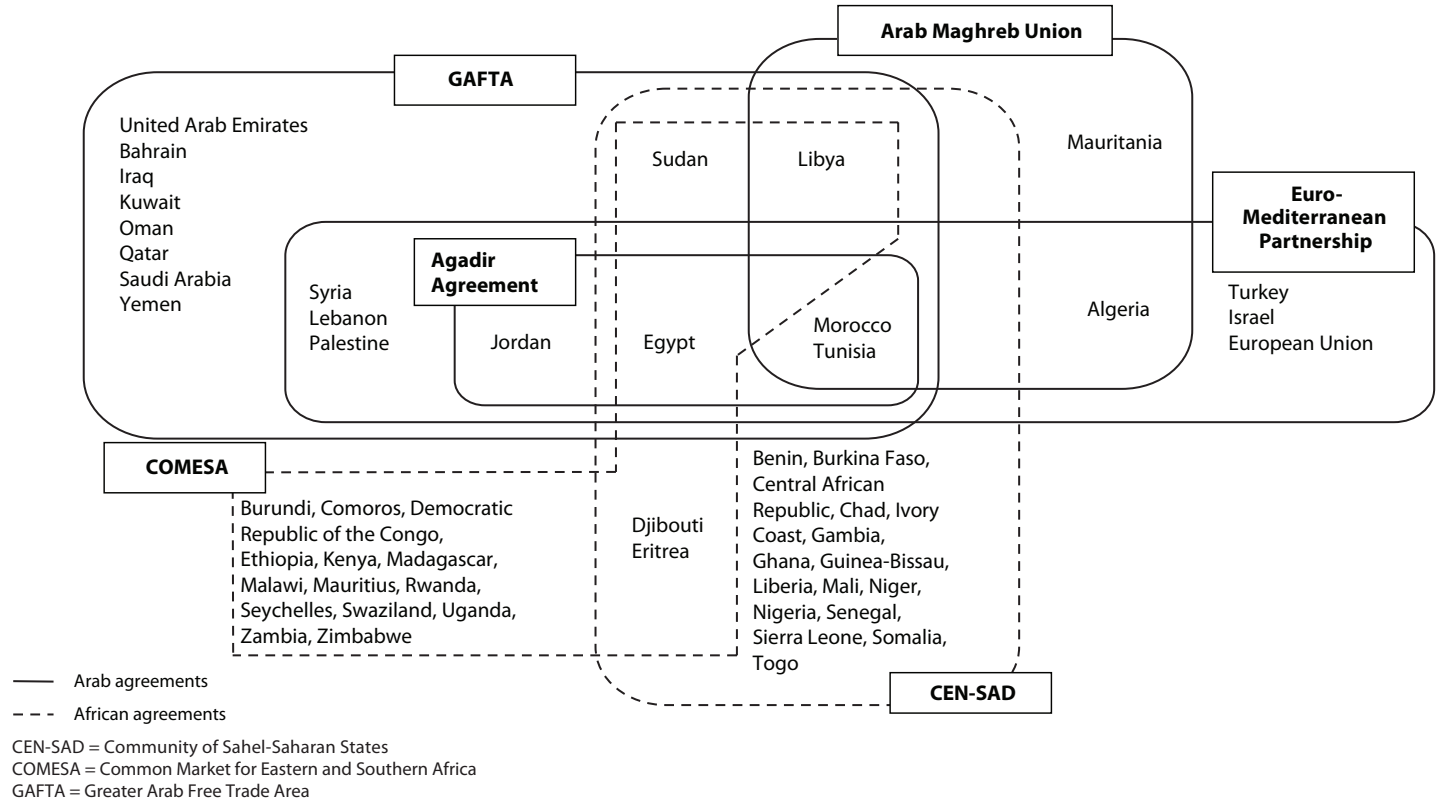 Arab Maghreb Union
GAFTA
United Arab Emirates
Bahrain
Iraq
Kuwait
Oman
Qatar
Saudi Arabia
Yemen
Sudan
Libya
Mauritania
Euro-
Mediterranean
Partnership
Agadir
Agreement
Syria
Lebanon
Palestine
Jordan
Egypt
Morocco
Tunisia
Algeria
Turkey
Israel
European Union
COMESA
Burundi, Comoros, Democratic
Republic of the Congo,
Ethiopia, Kenya, Madagascar,
Malawi, Mauritius, Rwanda,
Seychelles, Swaziland, Uganda,
Zambia, Zimbabwe
Djibouti
Eritrea
Benin, Burkina Faso,
Central African
Republic, Chad, Ivory
Coast, Gambia,
Ghana, Guinea-Bissau,
Liberia, Mali, Niger,
Nigeria, Senegal,
Sierra Leone, Somalia,
Togo
CEN-SAD
Arab agreements
African agreements
CEN-SAD = Community of Sahel-Saharan States
COMESA = Common Market for Eastern and Southern Africa
GAFTA = Greater Arab Free Trade Area